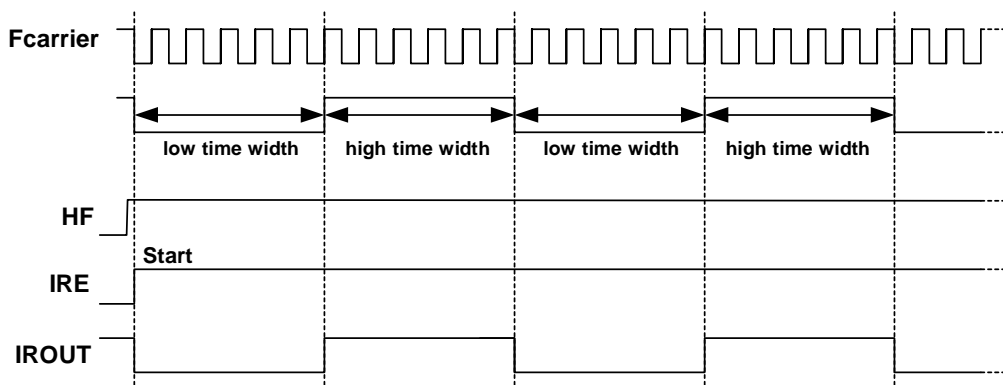 Fcarrier
low time width high time width low time width high time width
HF
Start
IRE
IROUT